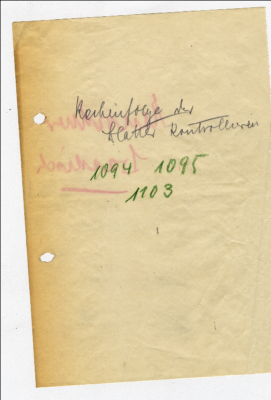 Reihenfolge der
Blätter kontrollieren
1094 1095
1103